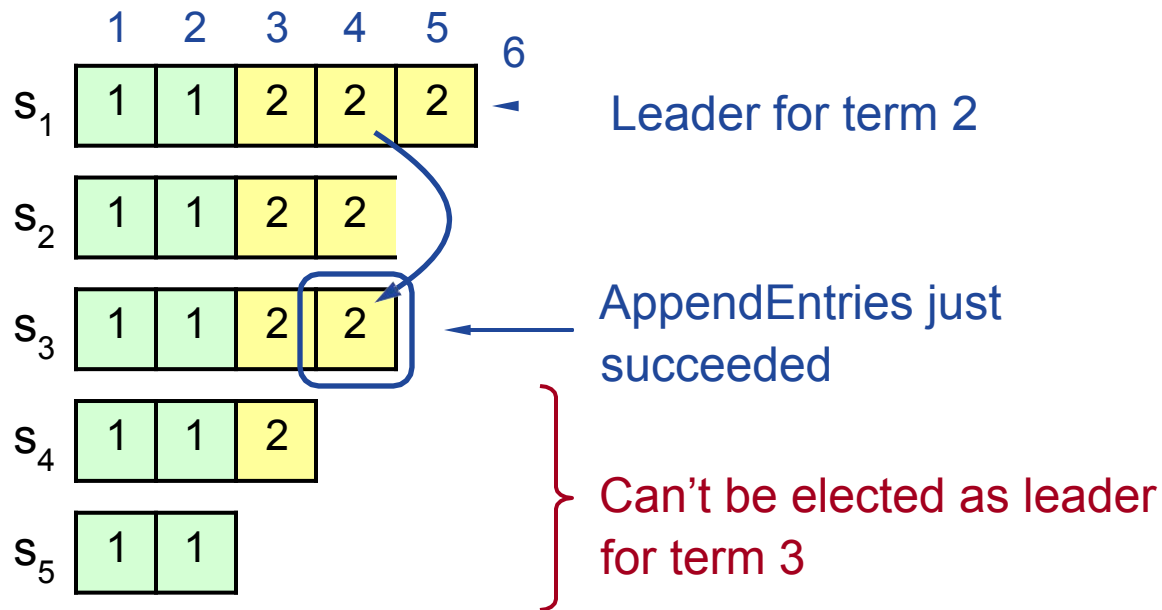 1 2 3 4 5 6
s1 1 1 2 2 2 Leader for term 2
s2 1 1 2 2
s3 1 1 2 2 AppendEntries just
succeeded
s4 1 1 2
Can't be elected as leader
for term 3
s5 1 1